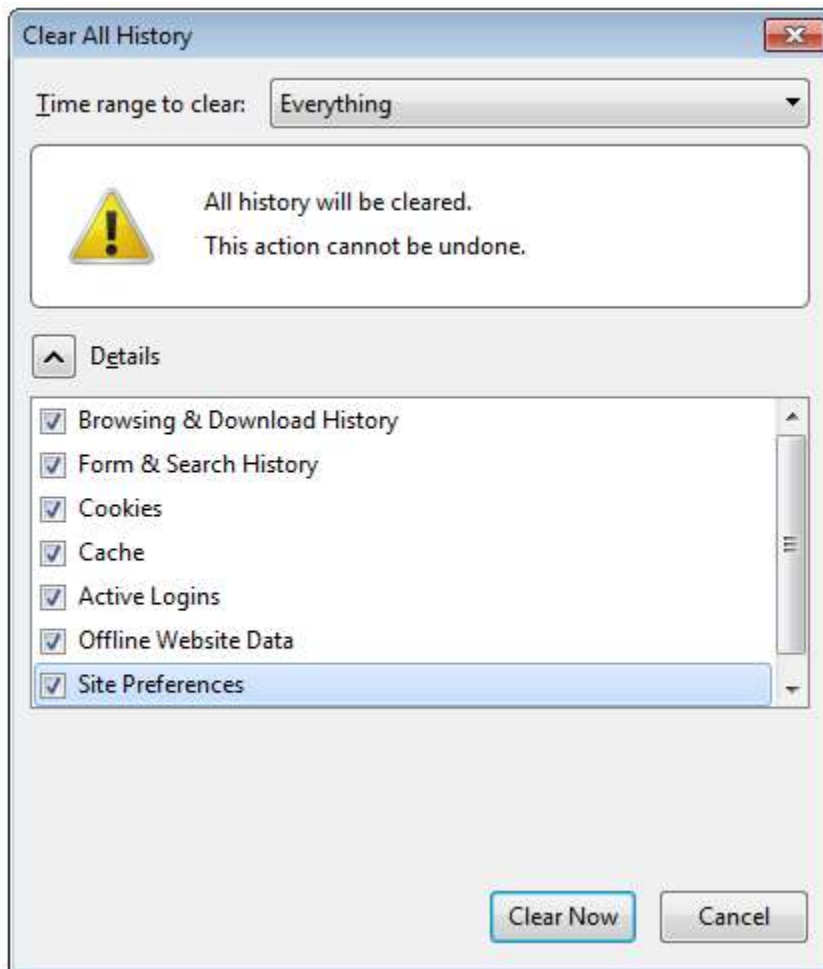 Clear All History
Time range to clear: Everything
All history will be cleared.
This action cannot be undone.
Details
Browsing & Download History
Form & Search History
Cookies
Cache
Active Logins
Offline Website Data
Site Preferences
Clear Now Cancel